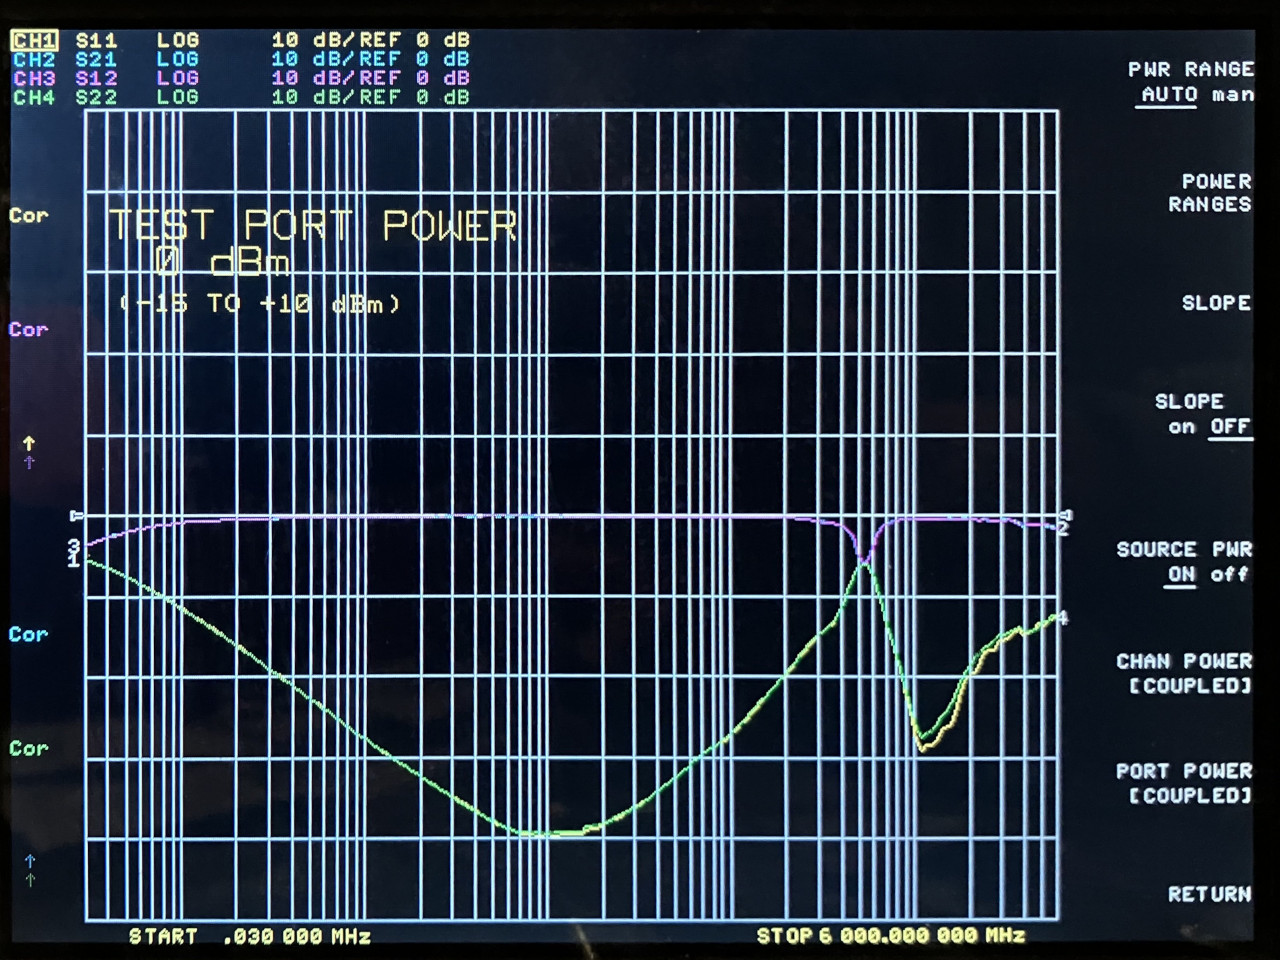 CH1 S11 LOG 10 dB/REF 0 dB
CH2 S21 LOG 10 dB/REF 0 dB
CH3 S12 LOG 10 dB/REF 0 dB
CH4 S22 LOG 10 dB/REF 0 dB
PWR RANGE
AUTO man
POWER
RANGES
Cor
TEST PORT POWER
0 dBm
(-15 TO +10 dBm)
SLOPE
Cor
SLOPE
on OFF
↑
↑
3
1
2
SOURCE PWR
ON off
4
Cor
CHAN POWER
[COUPLED]
Cor
PORT POWER
[COUPLED]
↑
↑
RETURN
START .030 000 MHz
STOP 6 000.000 000 MHz